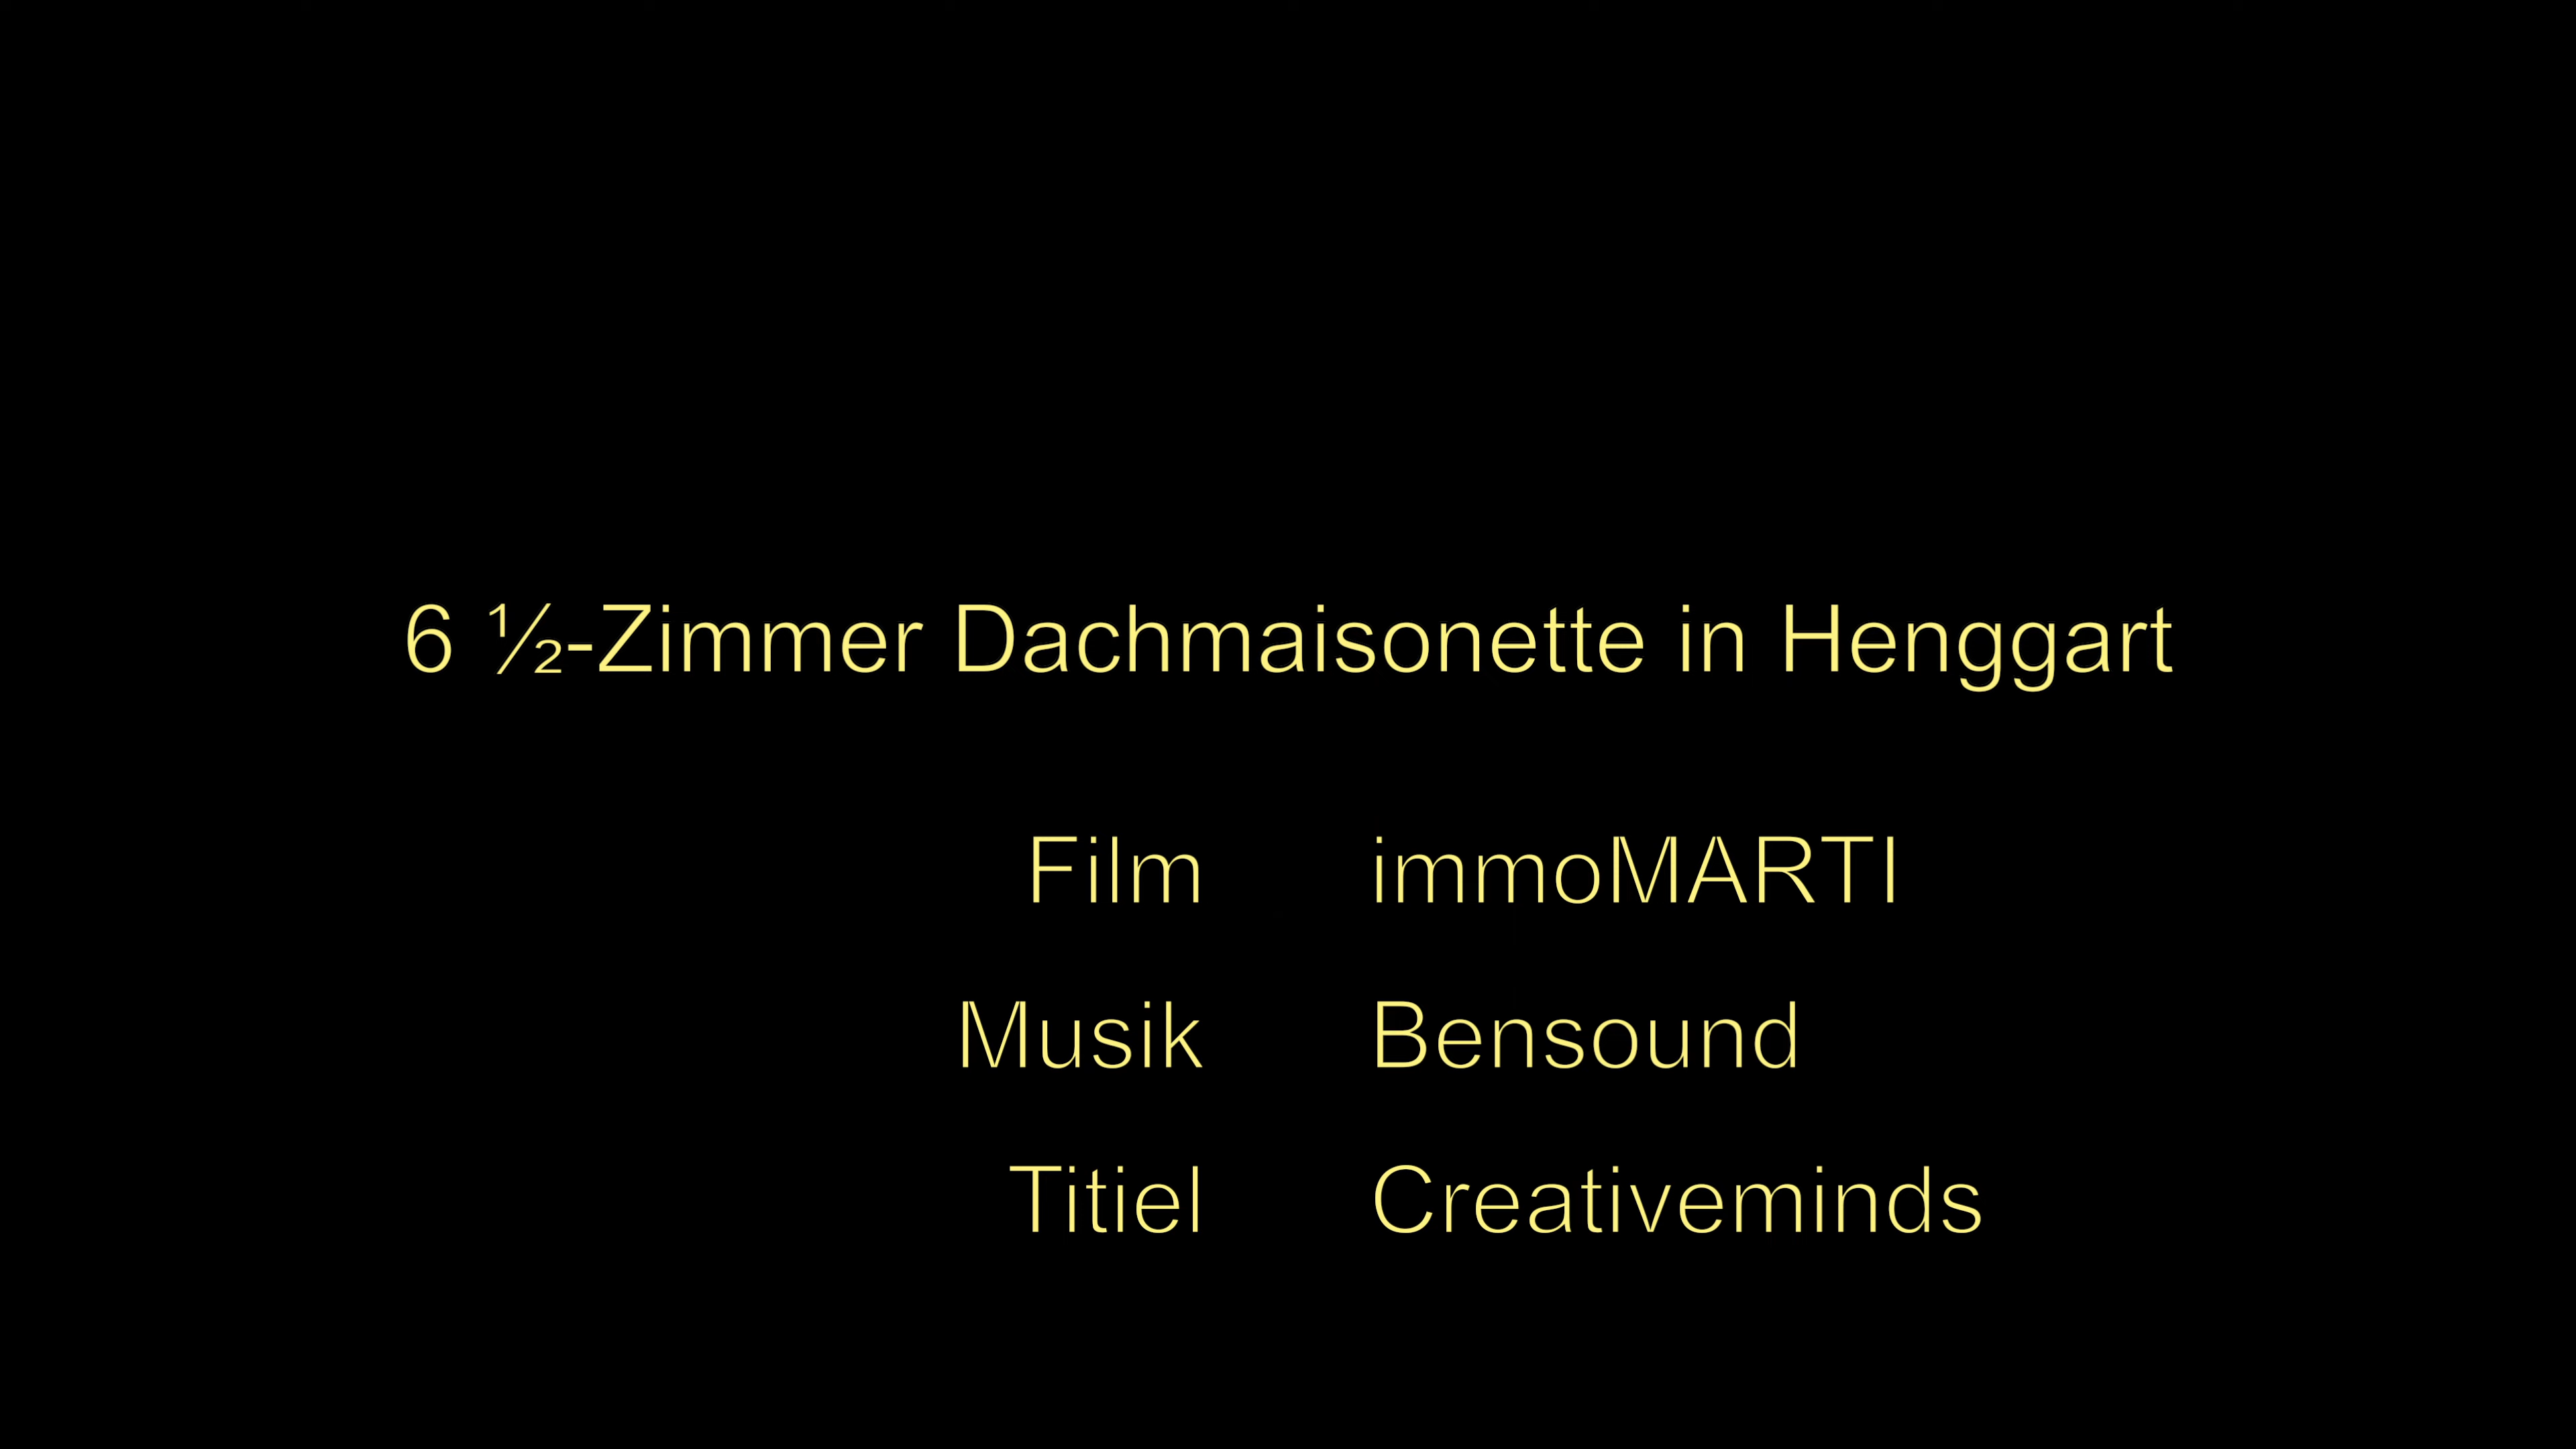 6 ½-Zimmer Dachmaisonette in Henggart
Film immoMARTI
Musik Bensound
Titiel Creativeminds